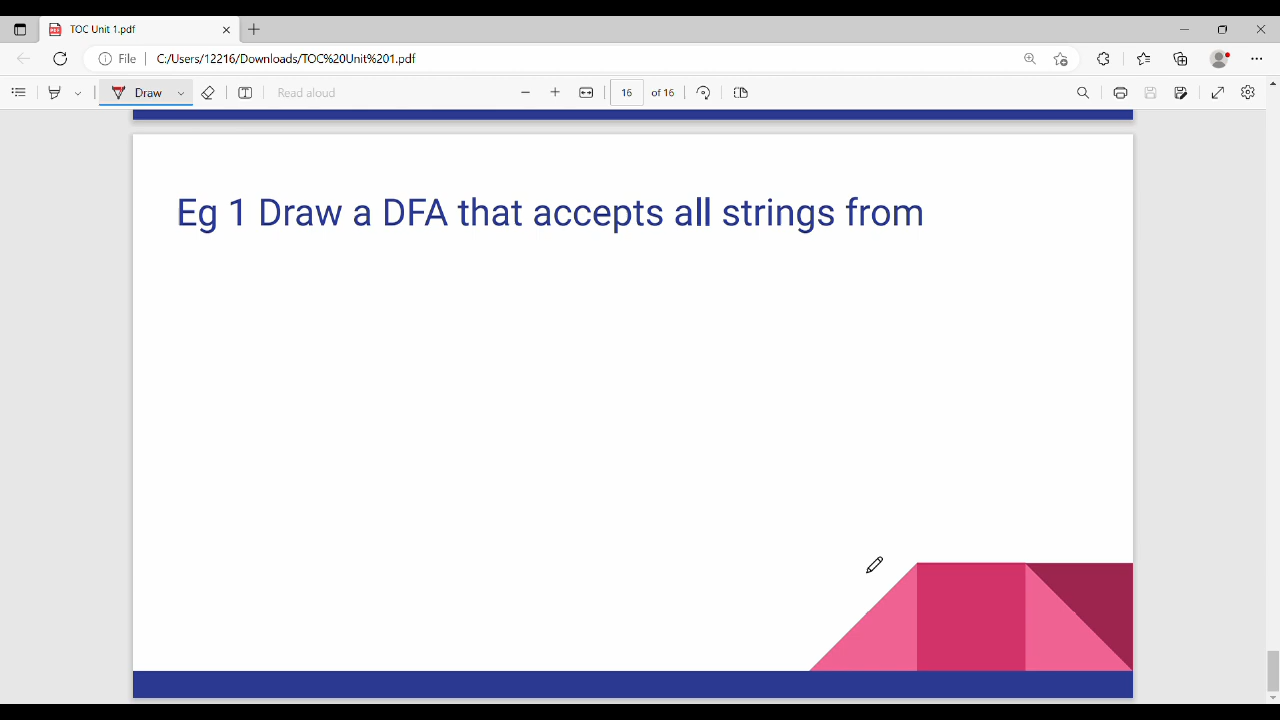 TOC Unit 1.pdf
File C:/Users/12216/Downloads/TOC%20Unit%201.pdf
Draw Read aloud 16 of 16
Eg 1 Draw a DFA that accepts all strings from